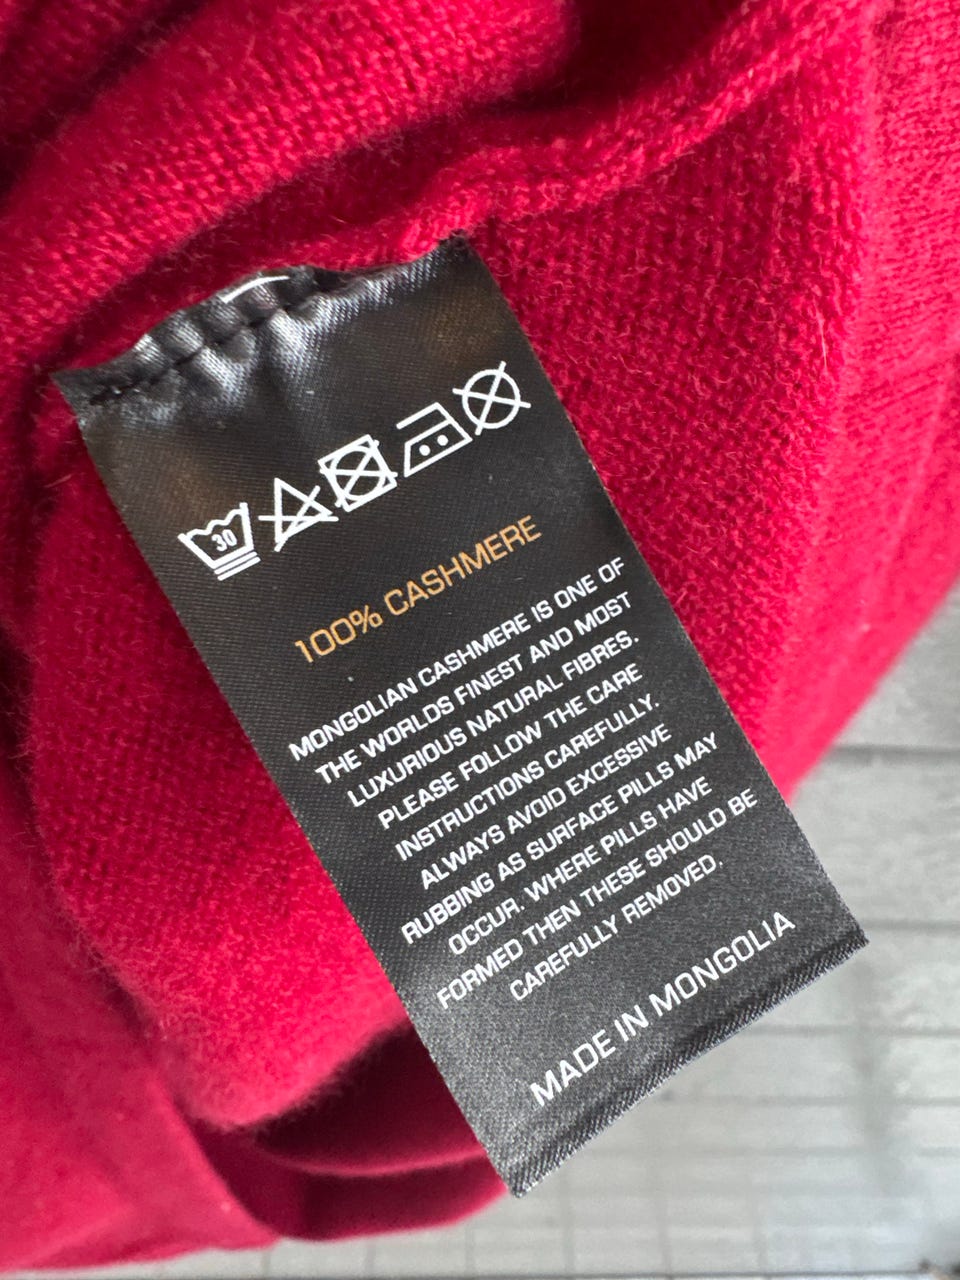 30
100% CASHMERE
MONGOLIAN CASHMERE IS ONE OF
THE WORLDS FINEST AND MOST
LUXURIOUS NATURAL FIBRES.
PLEASE FOLLOW THE CARE
INSTRUCTIONS CAREFULLY.
ALWAYS AVOID EXCESSIVE
RUBBING AS SURFACE PILLS MAY
OCCUR. WHERE PILLS HAVE
FORMED THEN THESE SHOULD BE
CAREFULLY REMOVED.
MADE IN MONGOLIA